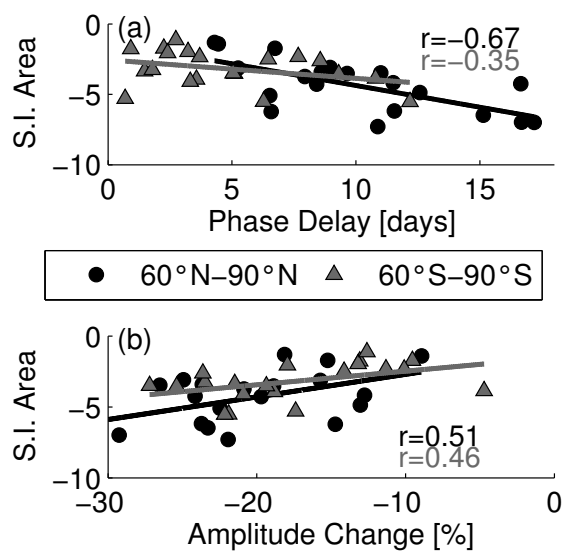 (a)
r=−0.67
r=−0.35
0
−5
−10
S.I. Area
0 5 10 15
Phase Delay [days]
60°N−90°N 60°S−90°S
(b)
0
−5
−10
S.I. Area
r=0.51
r=0.46
−30 −20 −10 0
Amplitude Change [%]